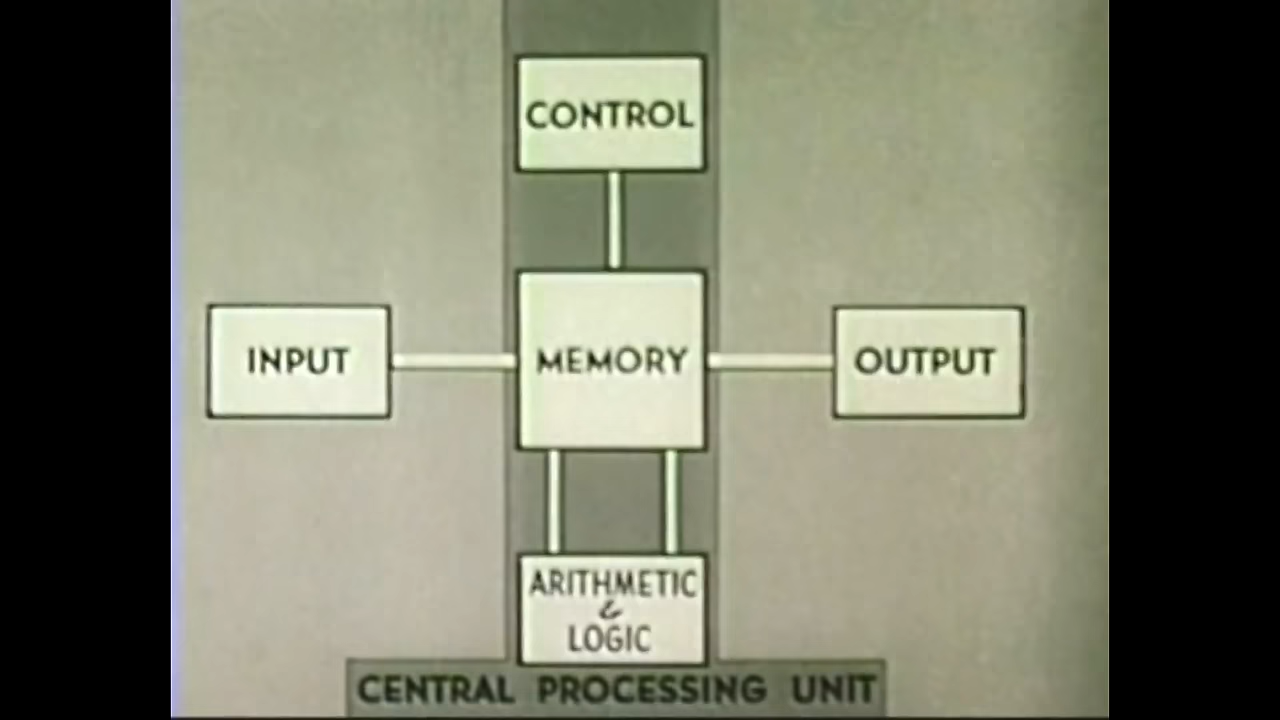 CONTROL
INPUT
MEMORY
OUTPUT
ARITHMETIC
&
LOGIC
CENTRAL PROCESSING UNIT